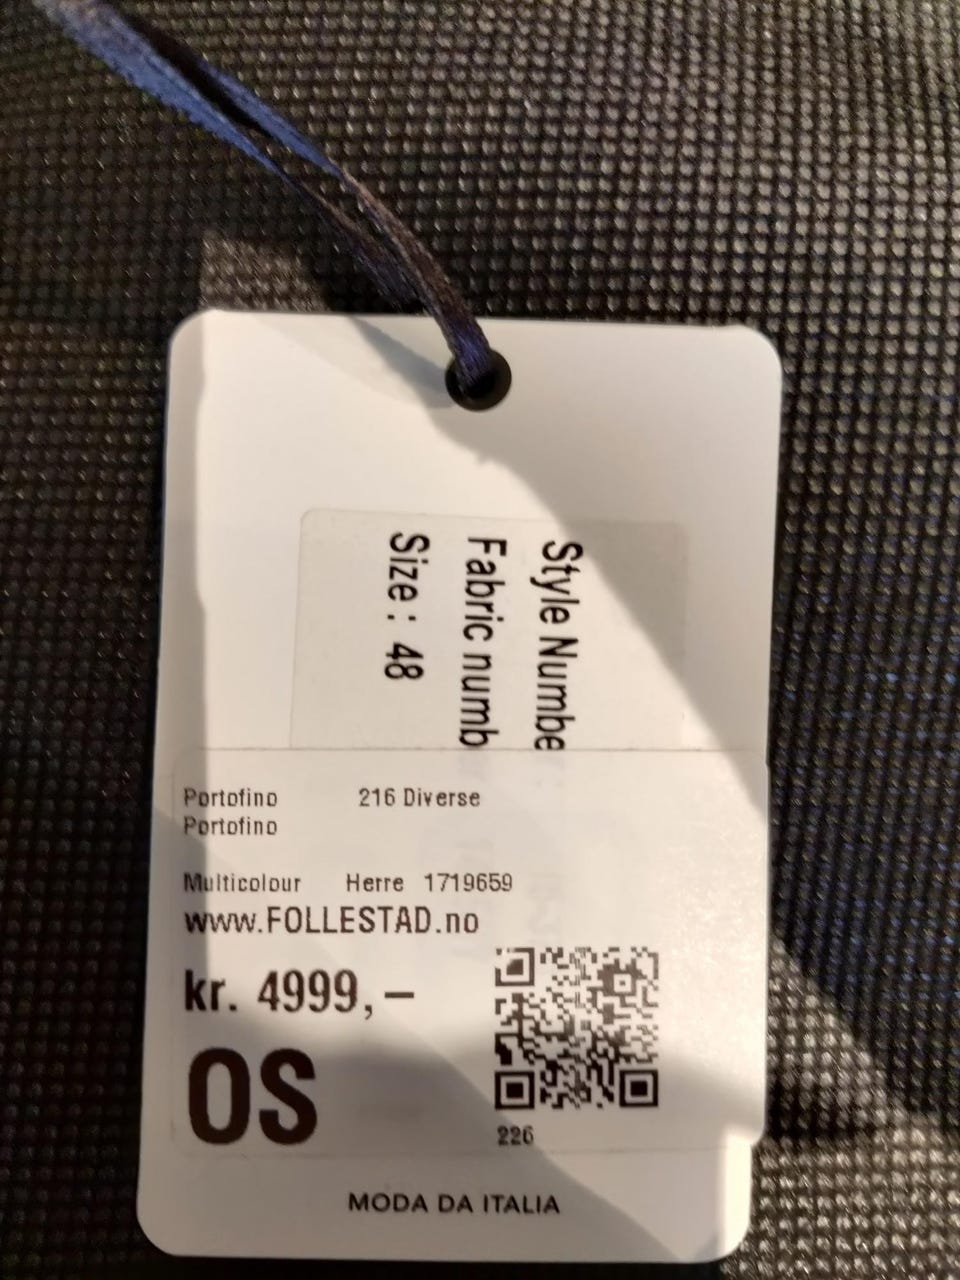 Style Numbe
Fabric numb
Size : 48
Portofino 216 Diverse
Portofino
Multicolour Herre 1719659
www.FOLLESTAD.no
kr. 4999,–
OS
226
MODA DA ITALIA